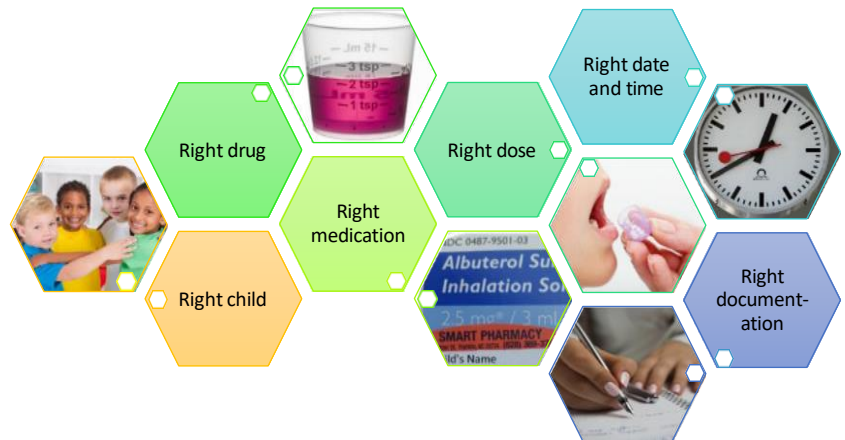 15 mL
3 tsp
2 tsp
1 tsp
Right date
and time
Right drug
Right dose
Right
medication
NDC 0487-9501-03
Albuterol Su
Inhalation So
2.5 mg* / 3 ml
SMART PHARMACY
ld's Name
Right child
Right
document-
ation